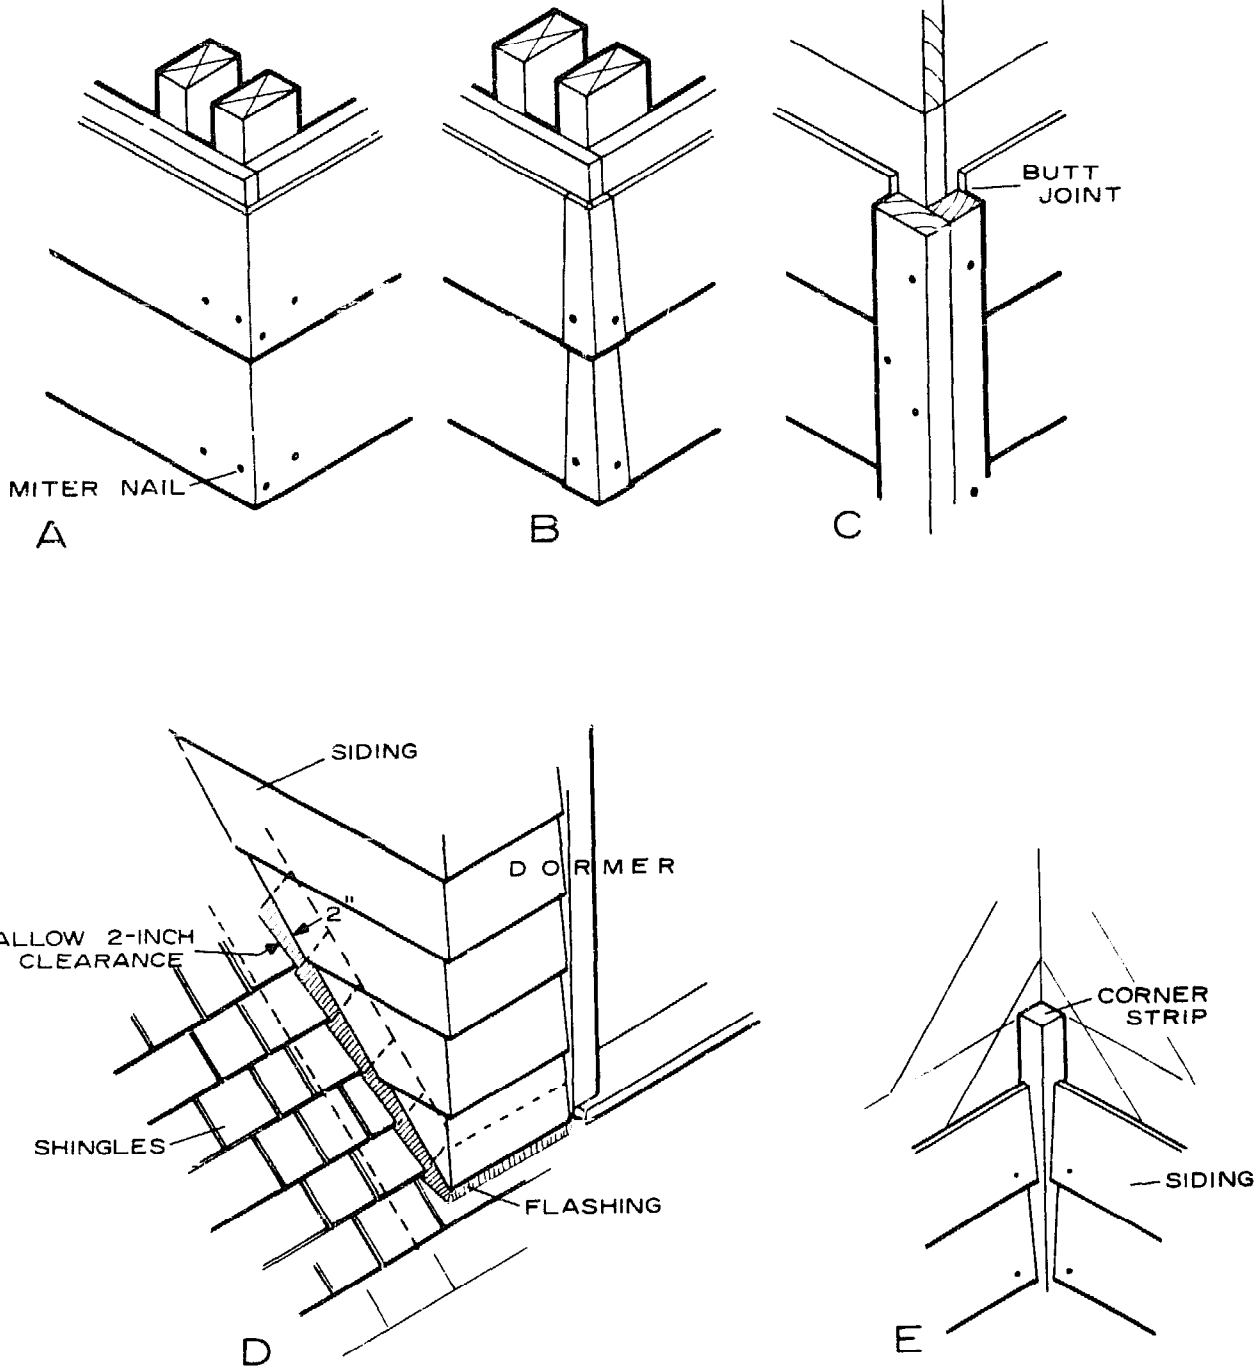 BUTT
JOINT
MITER NAIL
A
B
C
SIDING
DORMER
2"
ALLOW 2-INCH
CLEARANCE
SHINGLES
FLASHING
D
CORNER
STRIP
SIDING
E